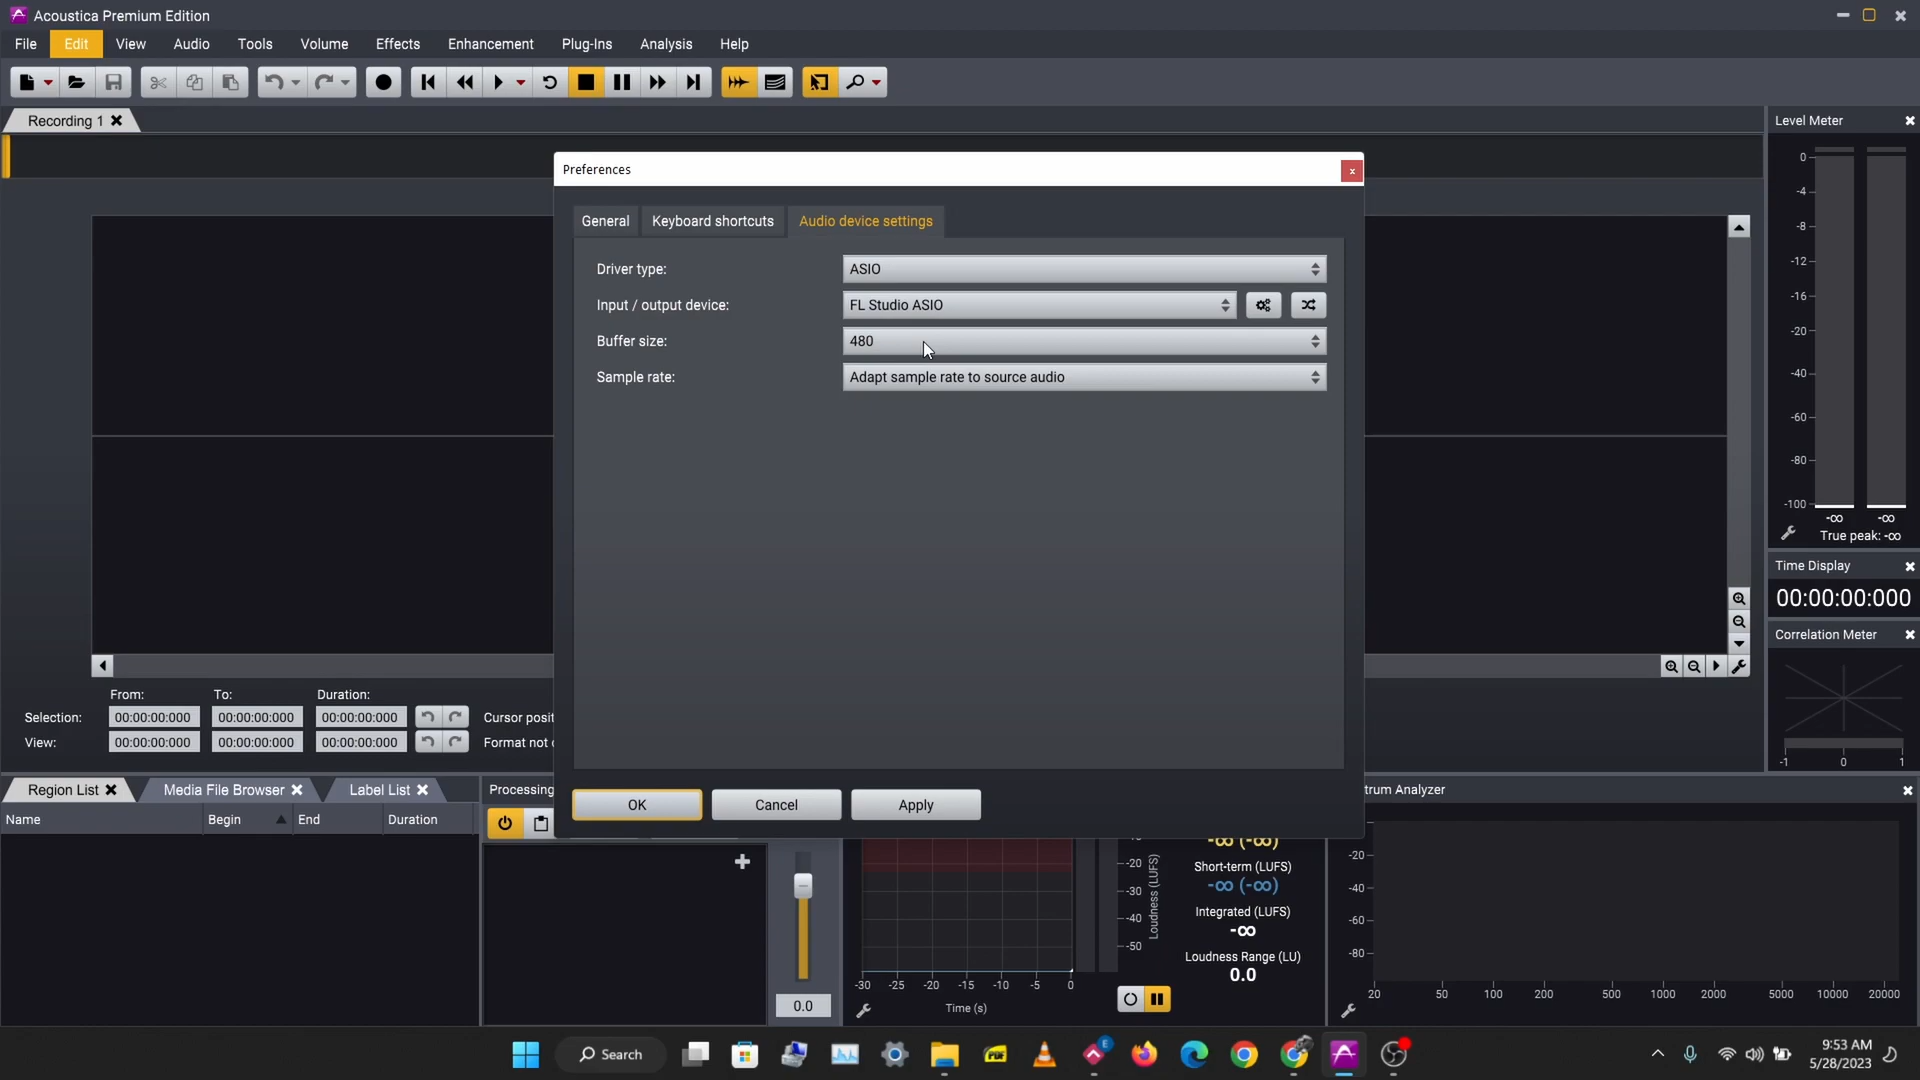 Acoustica Premium Edition
File Edit View Audio Tools Volume Effects Enhancement Plug-Ins Analysis Help
Recording 1
Level Meter
Preferences
General Keyboard shortcuts Audio device settings
Driver type: ASIO
Input / output device: FL Studio ASIO
Buffer size: 480
Sample rate: Adapt sample rate to source audio
0
-4
-8
-12
-16
-20
-40
-60
-80
-100
-∞ -∞
True peak: -∞
Time Display
00:00:00:000
Correlation Meter
-1 0 1
From: To: Duration:
Selection: 00:00:00:000 00:00:00:000 00:00:00:000 Cursor posit
View: 00:00:00:000 00:00:00:000 00:00:00:000 Format not
OK Cancel Apply
Region List Media File Browser Label List Processing trum Analyzer
Name Begin End Duration
0.0
-20
-30
-40
-50
Loudness (LUFS)
-30 -25 -20 -15 -10 -5 0
Time (s)
-∞ (-∞)
Short-term (LUFS)
-∞ (-∞)
Integrated (LUFS)
-∞
Loudness Range (LU)
0.0
-20
-40
-60
-80
20 50 100 200 500 1000 2000 5000 10000 20000
Search
PDF
E
9:53 AM
5/28/2023